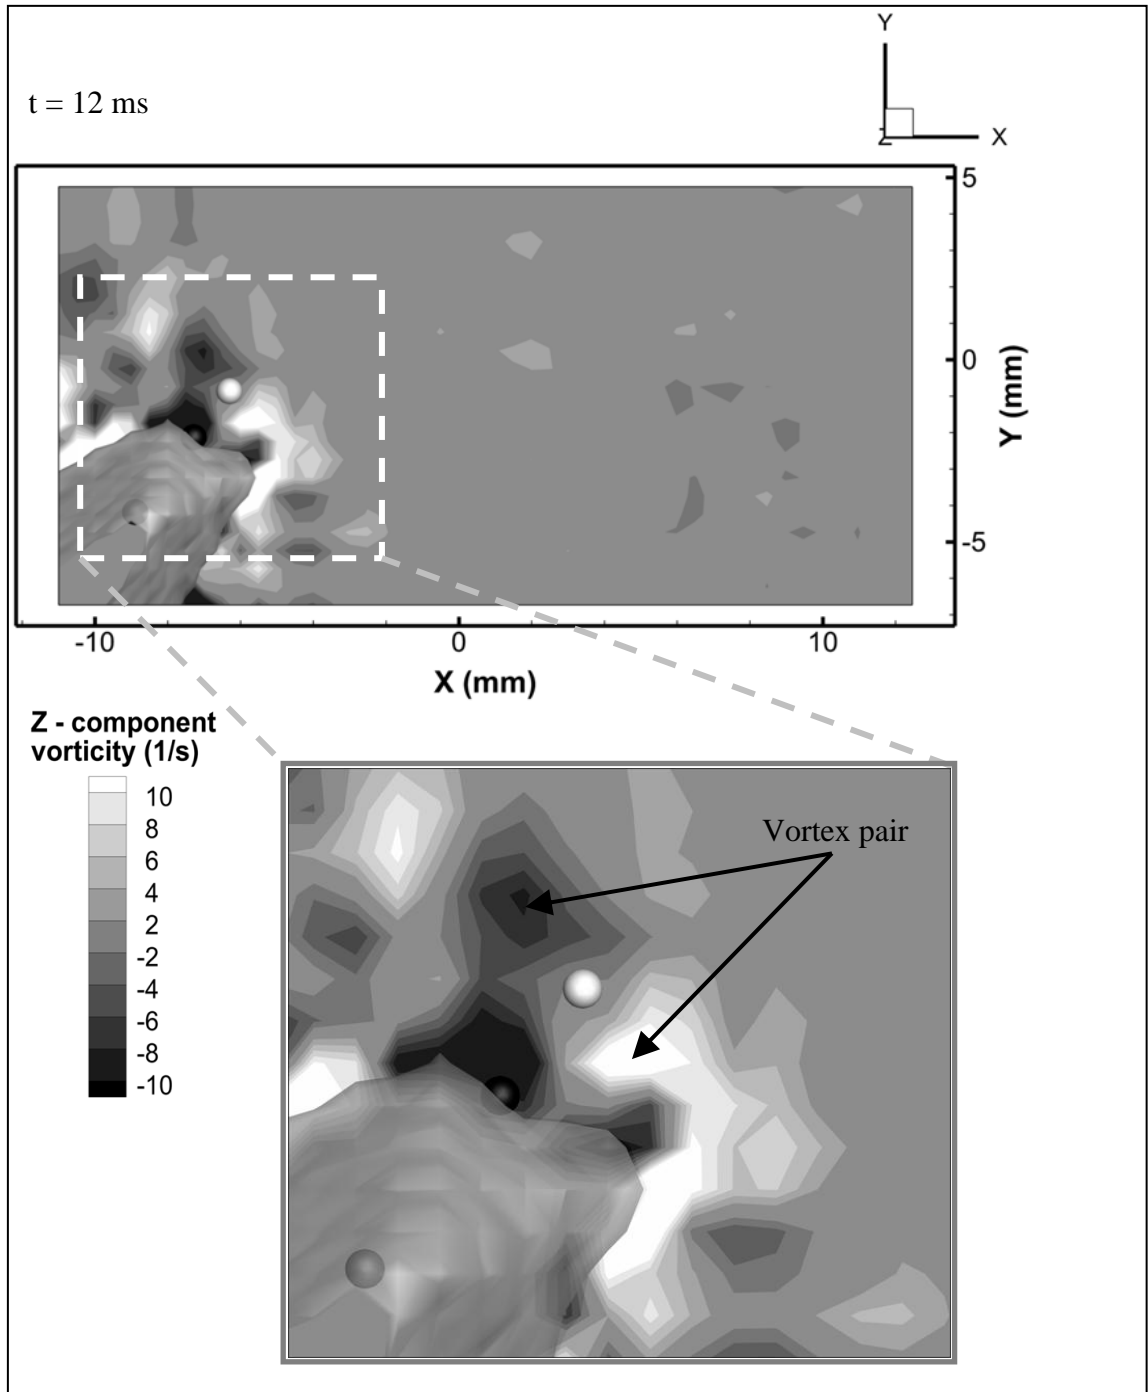 Y
t = 12 ms
Z
X
5
0
-5
Y (mm)
-10
0
10
X (mm)
Z - component
vorticity (1/s)
10
8
6
4
2
-2
-4
-6
-8
-10
Vortex pair